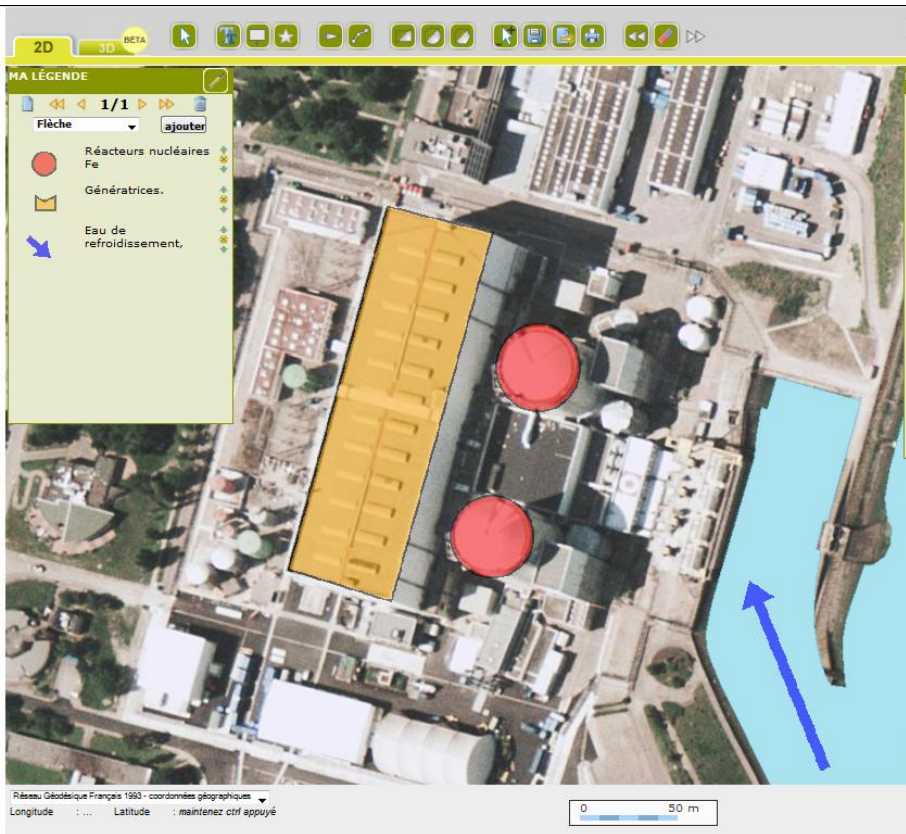 2D
3D
BÉTA
MA LÉGENDE
1/1
Flèche
ajouter
Réacteurs nucléaires
Fe
Génératrices.
Eau de
refroidissement,
Réseau Géodésique Français 1993 - coordonnées géographiques
Longitude : ... Latitude : maintenez ctrl appuyé
0 50 m